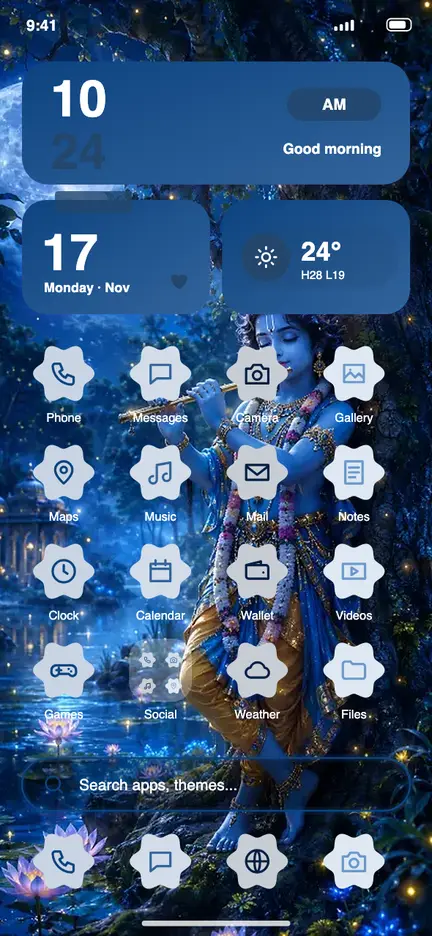 9:41
10
AM
24
Good morning
17
Monday · Nov
24°
H28 L19
Phone
Messages
Camera
Gallery
Maps
Music
Mail
Notes
Clock
Calendar
Wallet
Videos
Games
Social
Weather
Files
Search apps, themes...